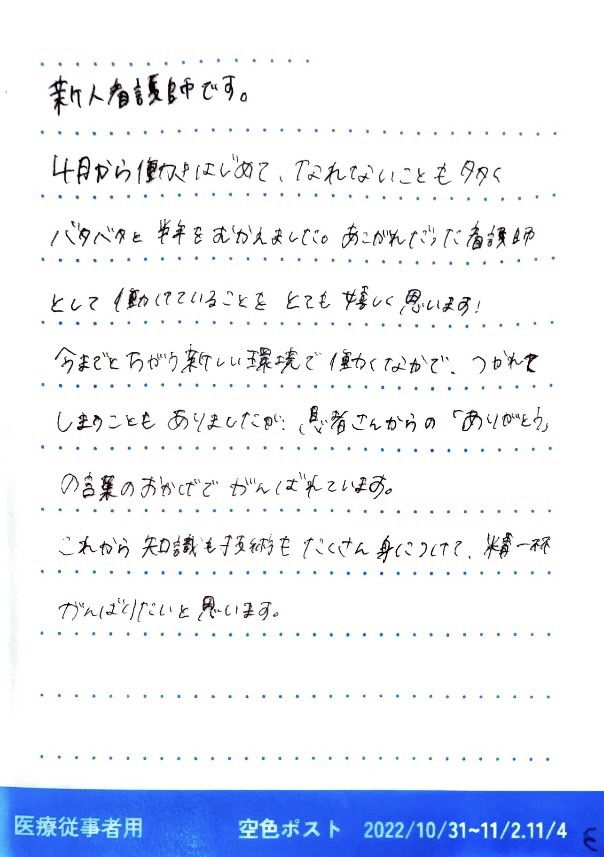 新人看護師です。
4月から働きはじめて、なれてないことも多く
バタバタと半年をむかえました。あこがれだった看護師
として働けていることをとても嬉しく思います!
今までとちがう新しい環境で働くなかで、つかれて
しまうこともありましたが、患者さんからの「ありがとう」
の言葉のおかげでがんばれています。
これから知識も技術もたくさん身につけて、精一杯
がんばりたいと思います。
医療従事者用 空色ポスト 2022/10/31~11/2.11/4